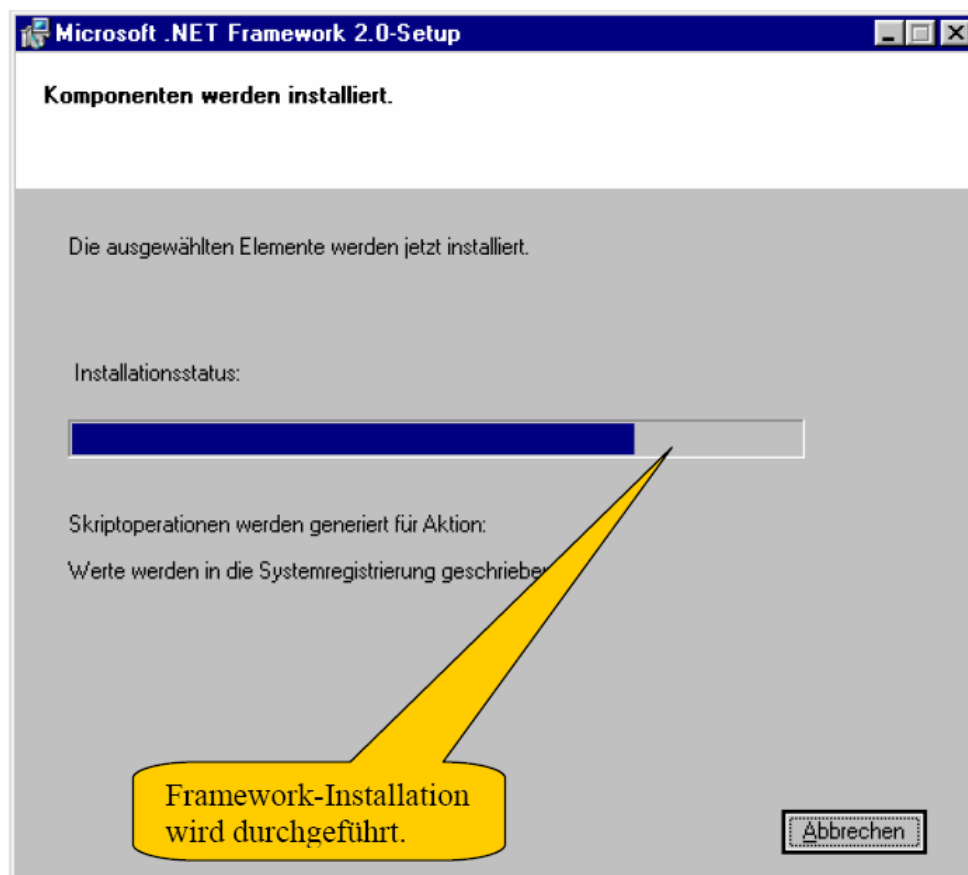 Microsoft .NET Framework 2.0-Setup
Komponenten werden installiert.
Die ausgewählten Elemente werden jetzt installiert.
Installationsstatus:
Skriptoperationen werden generiert für Aktion:
Werte werden in die Systemregistrierung geschrieben
Framework-Installation
wird durchgeführt.
Abbrechen